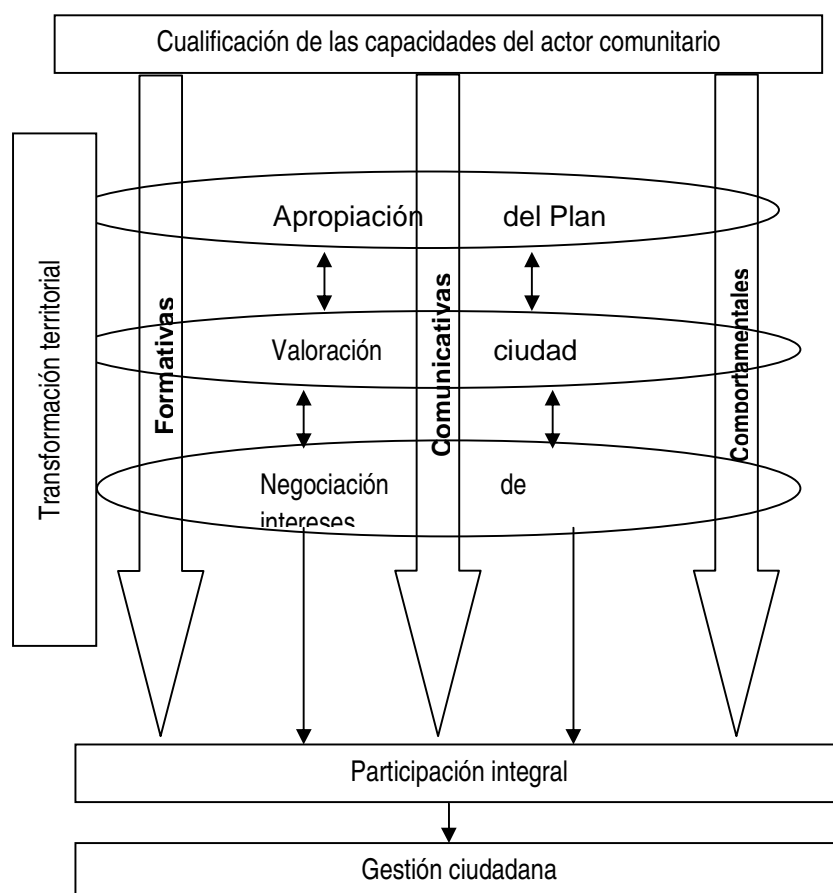 Cualificación de las capacidades del actor comunitario
Transformación territorial
Formativas
Comunicativas
Comportamentales
Apropiación del Plan
Valoración ciudad
Negociación de
intereses
Participación integral
Gestión ciudadana